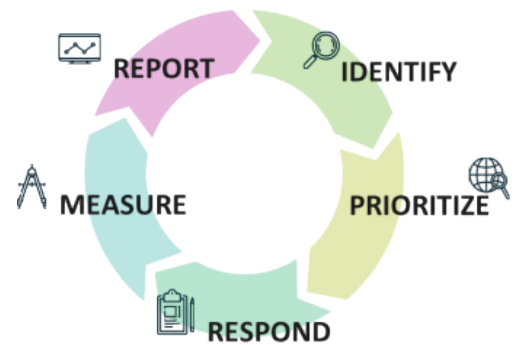 REPORT
IDENTIFY
MEASURE
PRIORITIZE
RESPOND